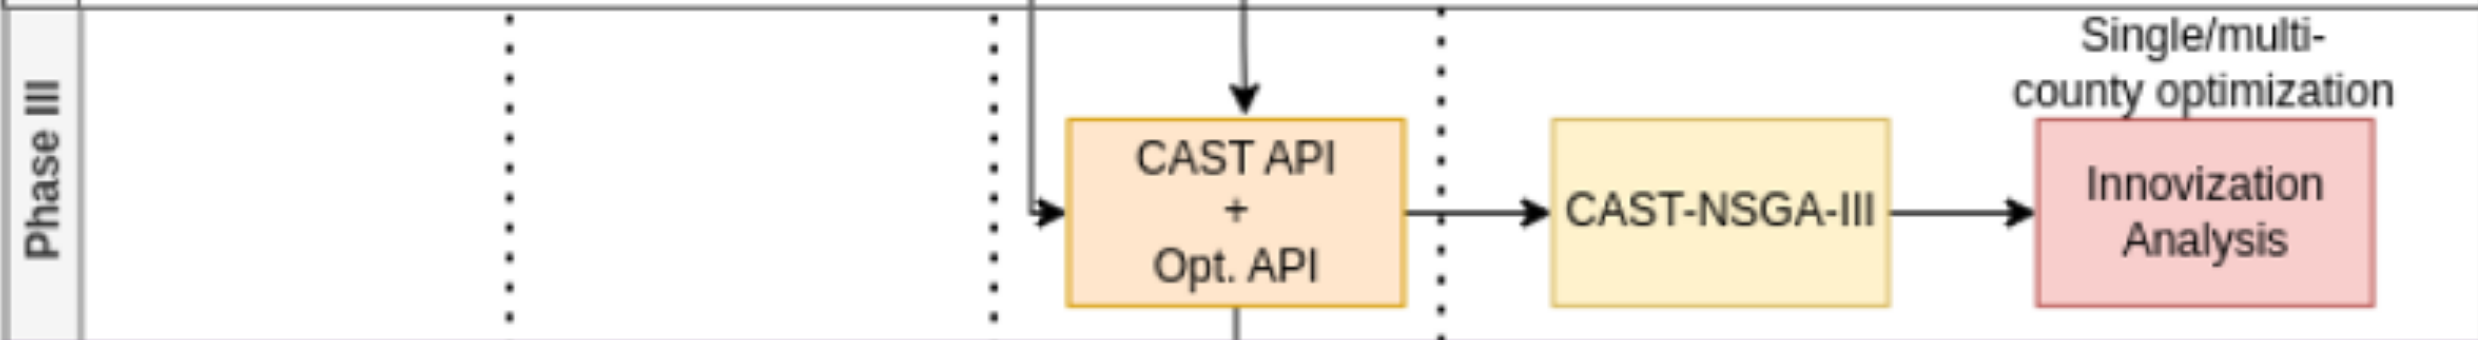 Phase III
CAST API
+
Opt. API
CAST-NSGA-III
Single/multi-
county optimization
Innovization
Analysis